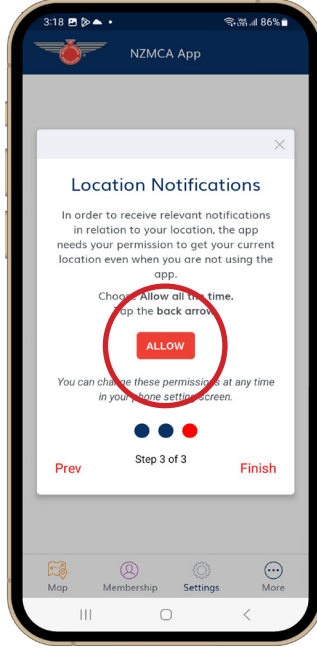 3:18 86%
NZMCA App
Location Notifications
In order to receive relevant notifications
in relation to your location, the app
needs your permission to get your current
location even when you are not using the
app.
Choose Allow all the time.
Tap the back arrow
ALLOW
You can change these permissions at any time
in your phone setting screen.
Step 3 of 3
Prev Finish
Map Membership Settings More